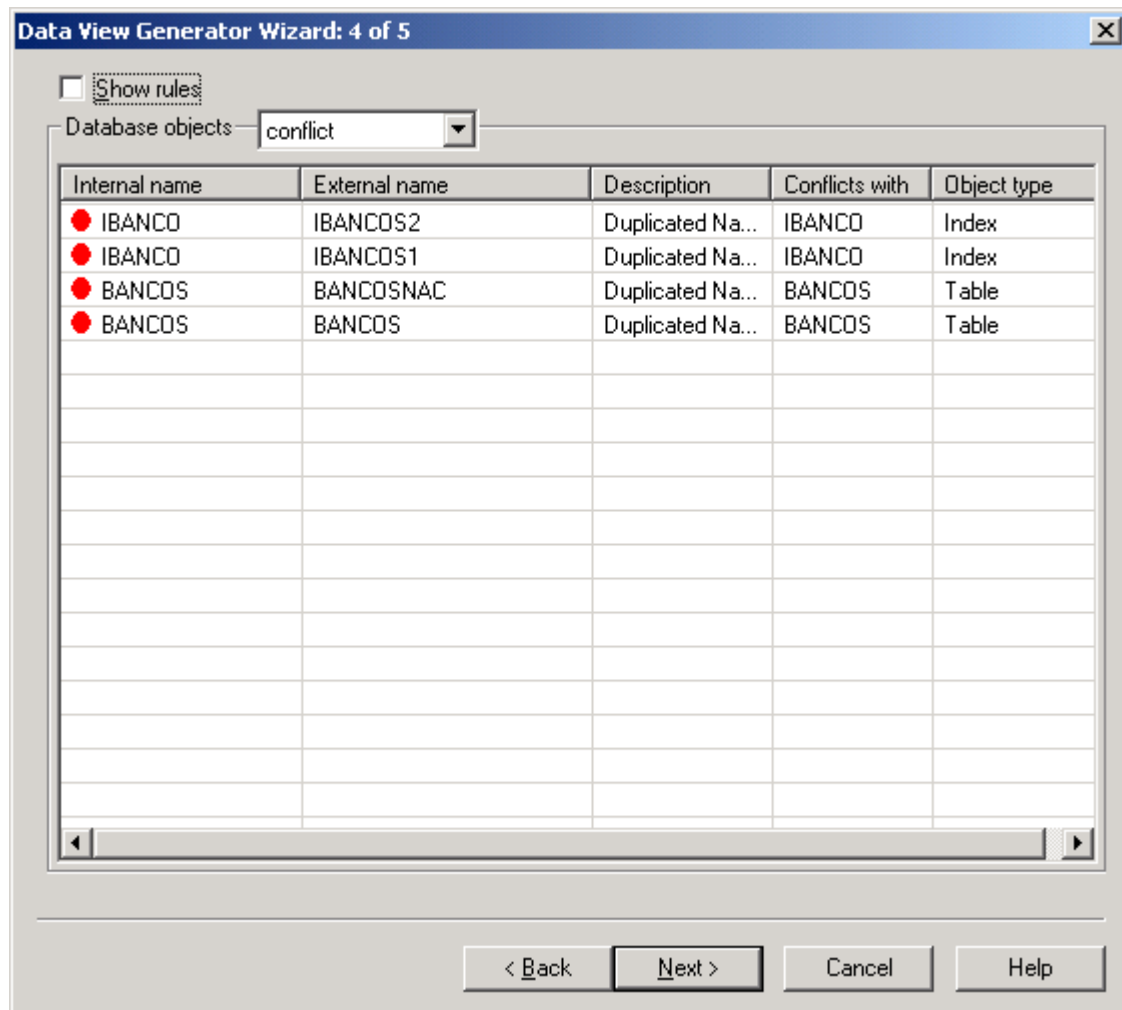 Data View Generator Wizard: 4 of 5
Show rules
Database objects conflict
Internal name External name Description Conflicts with Object type
IBANCO IBANCOS2 Duplicated Na... IBANCO Index
IBANCO IBANCOS1 Duplicated Na... IBANCO Index
BANCOS BANCOSNAC Duplicated Na... BANCOS Table
BANCOS BANCOS Duplicated Na... BANCOS Table
< Back Next > Cancel Help